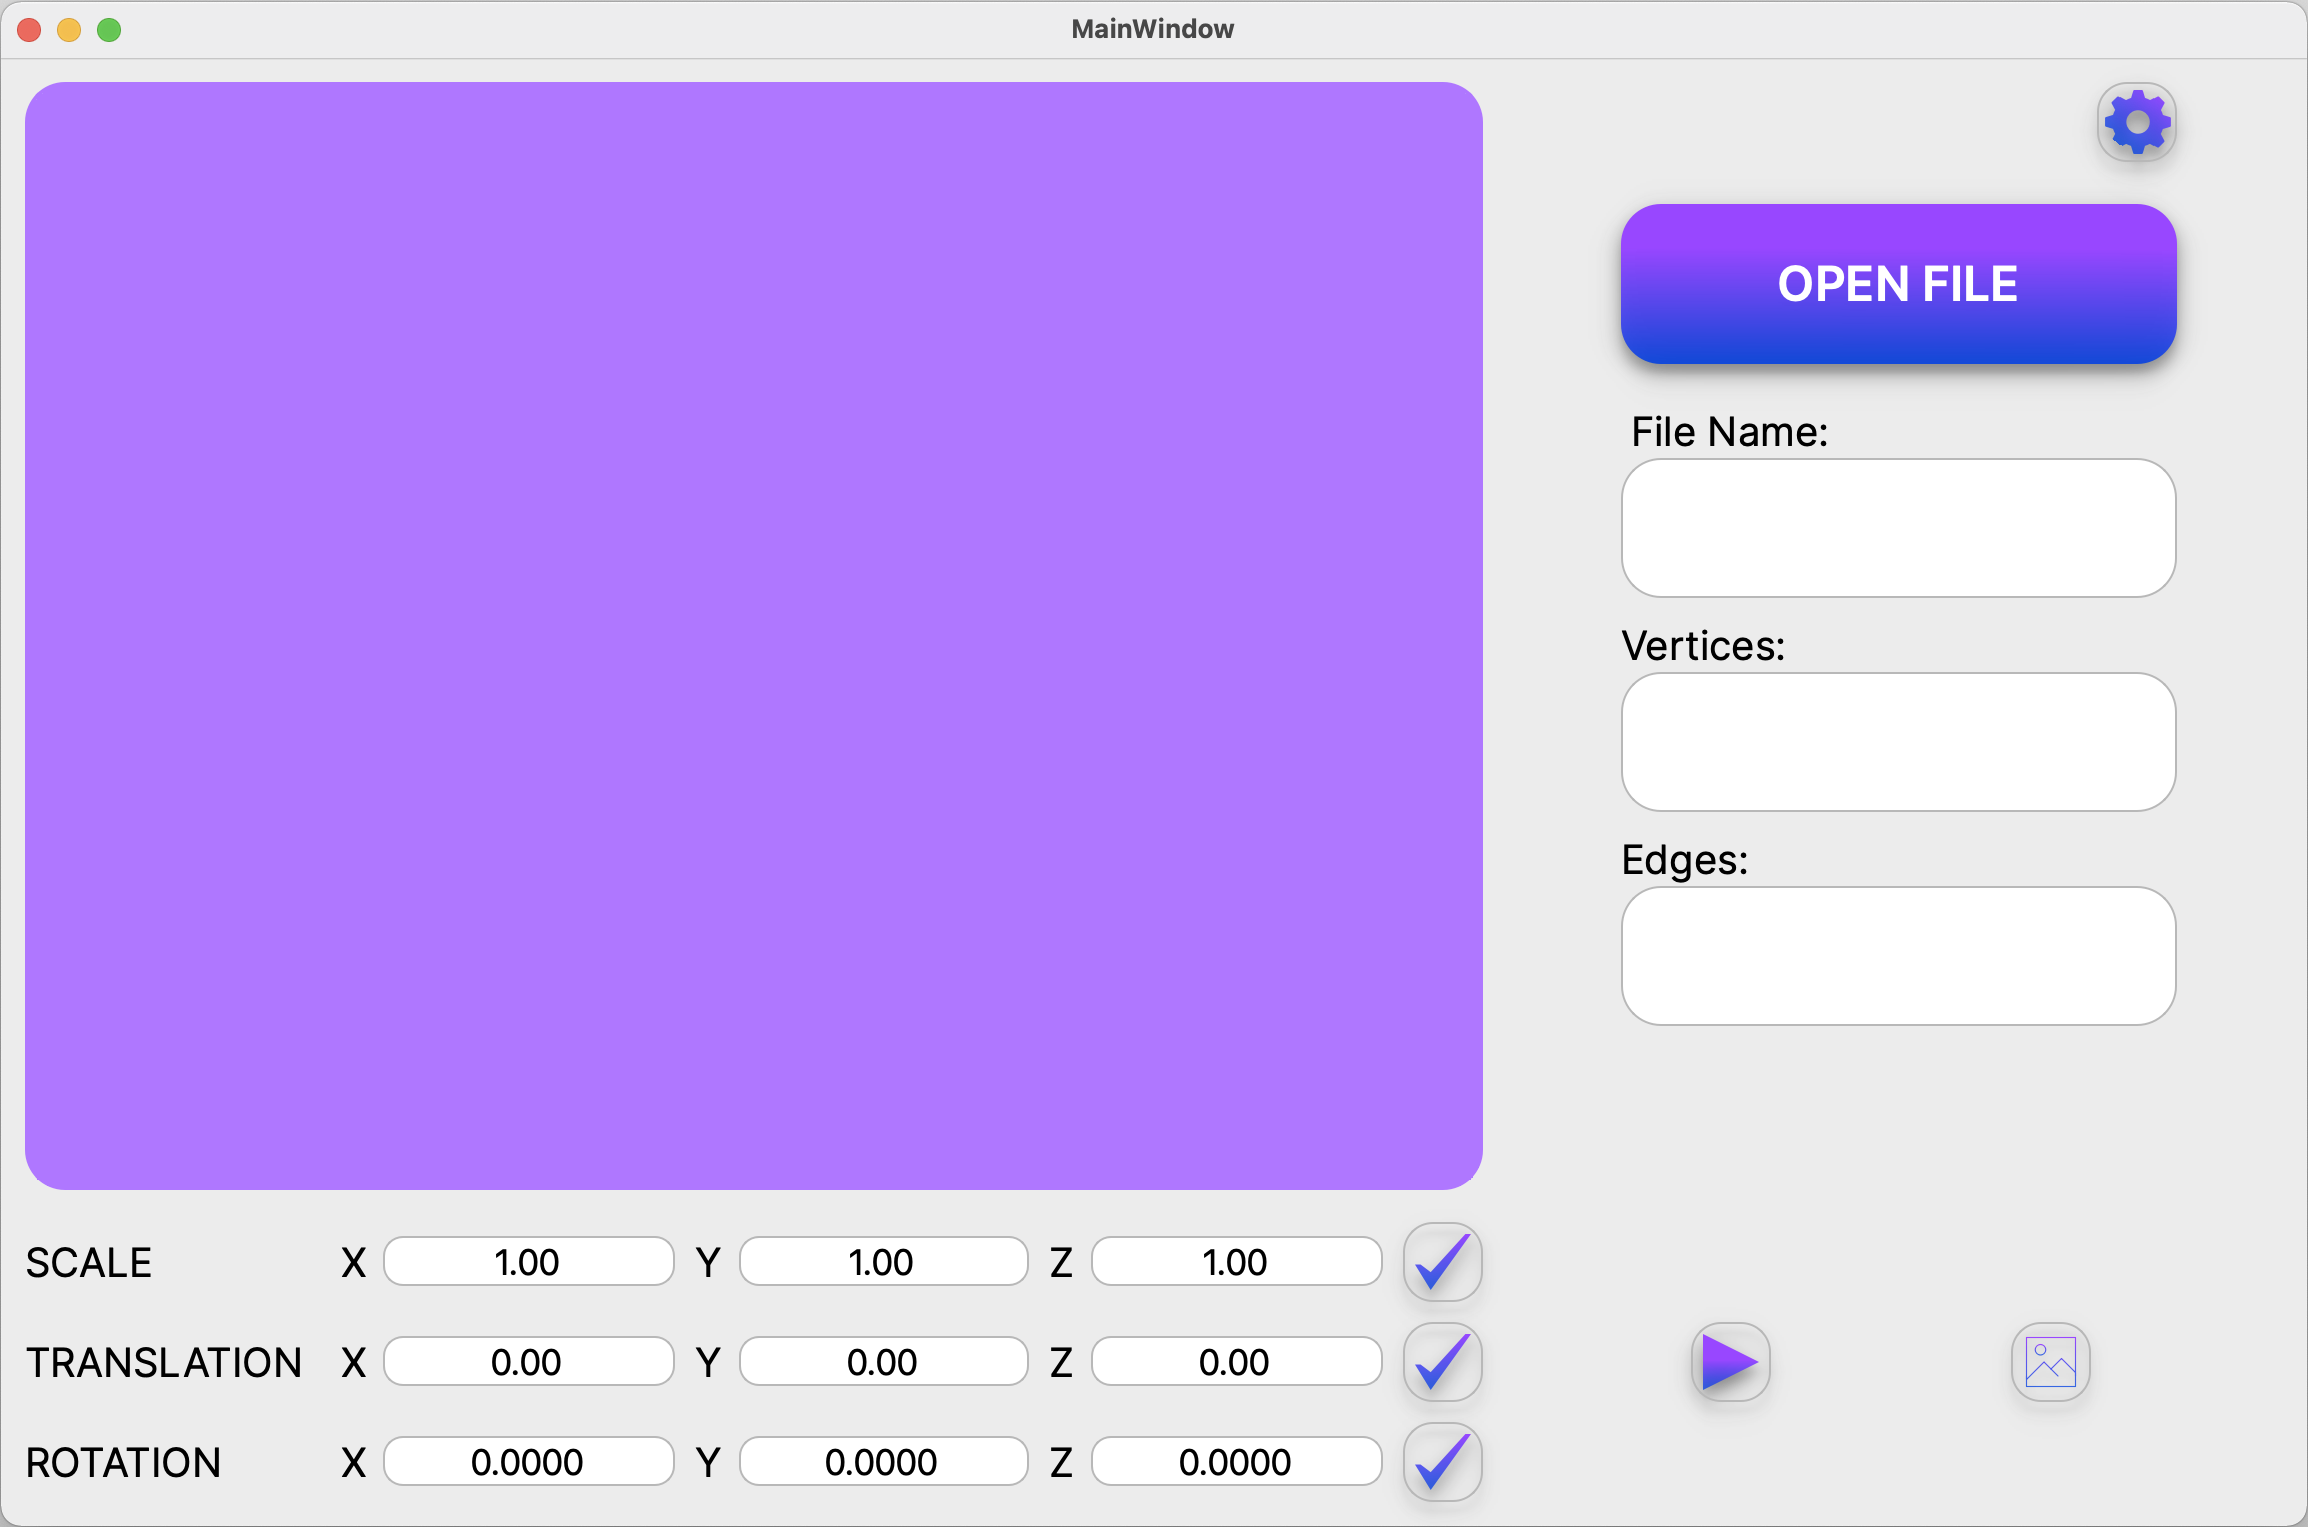 MainWindow
OPEN FILE
File Name:
Vertices:
Edges:
SCALE X 1.00 Y 1.00 Z 1.00
TRANSLATION X 0.00 Y 0.00 Z 0.00
ROTATION X 0.0000 Y 0.0000 Z 0.0000